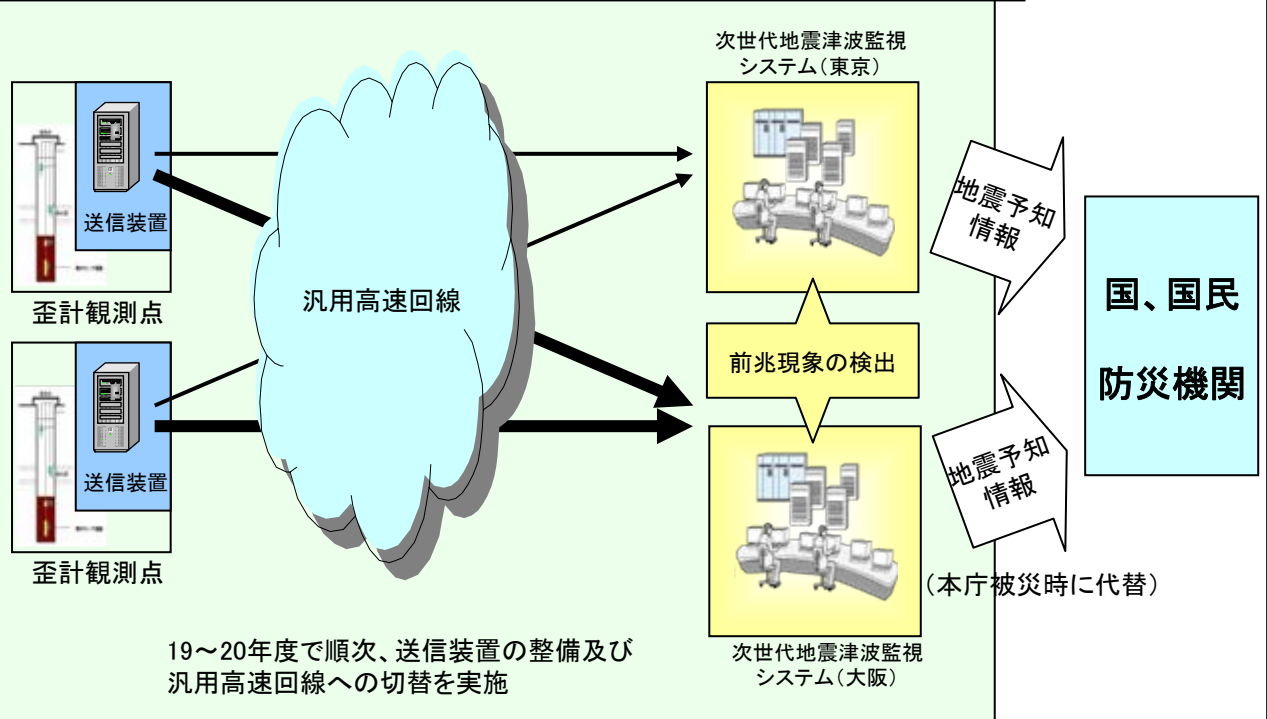 次世代地震津波監視
システム(東京)
送信装置
歪計観測点
汎用高速回線
地震予知
情報
前兆現象の検出
国、国民
防災機関
送信装置
歪計観測点
地震予知
情報
(本庁被災時に代替)
次世代地震津波監視
システム(大阪)
19~20年度で順次、送信装置の整備及び
汎用高速回線への切替を実施